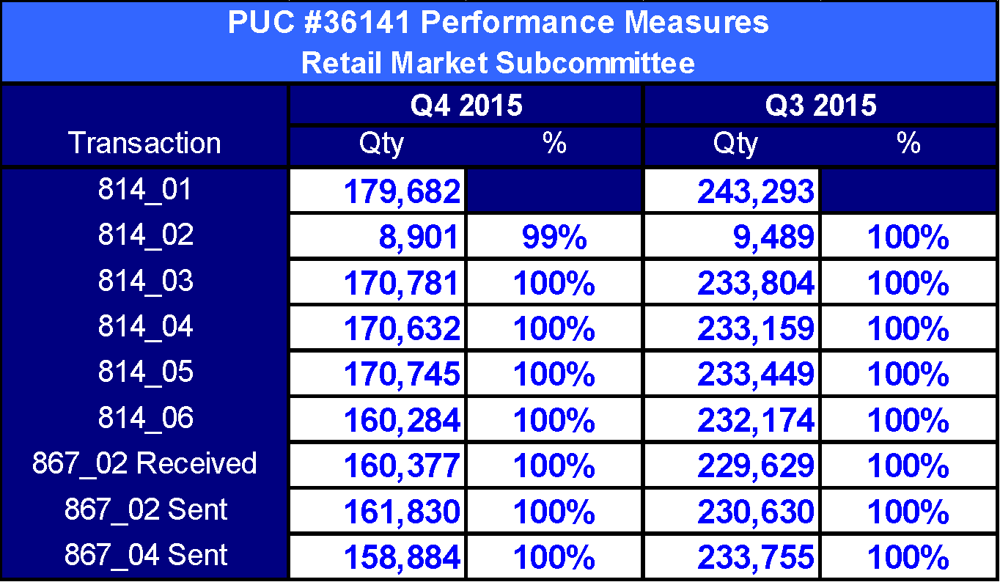 PUC #36141 Performance Measures
Retail Market Subcommittee
Q4 2015 Q3 2015
Transaction Qty % Qty %
814_01 179,682 243,293
814_02 8,901 99% 9,489 100%
814_03 170,781 100% 233,804 100%
814_04 170,632 100% 233,159 100%
814_05 170,745 100% 233,449 100%
814_06 160,284 100% 232,174 100%
867_02 Received 160,377 100% 229,629 100%
867_02 Sent 161,830 100% 230,630 100%
867_04 Sent 158,884 100% 233,755 100%